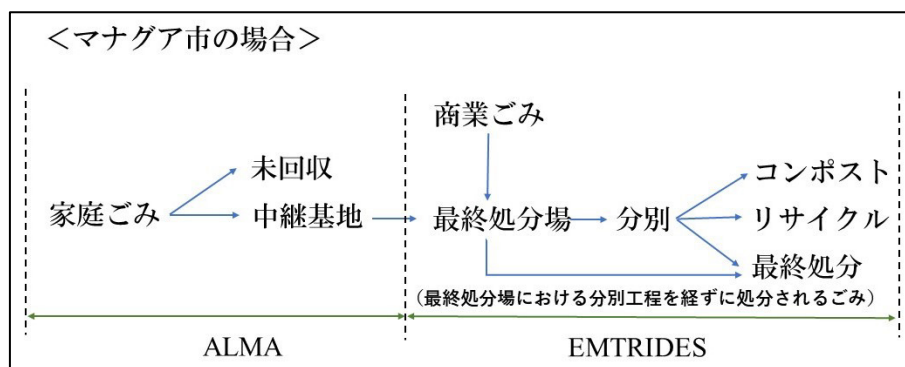 ＜マナグア市の場合＞
商業ごみ
未回収
コンポスト
家庭ごみ
中継基地
最終処分場
分別
リサイクル
最終処分
（最終処分場における分別工程を経ずに処分されるごみ）
ALMA
EMTRIDES